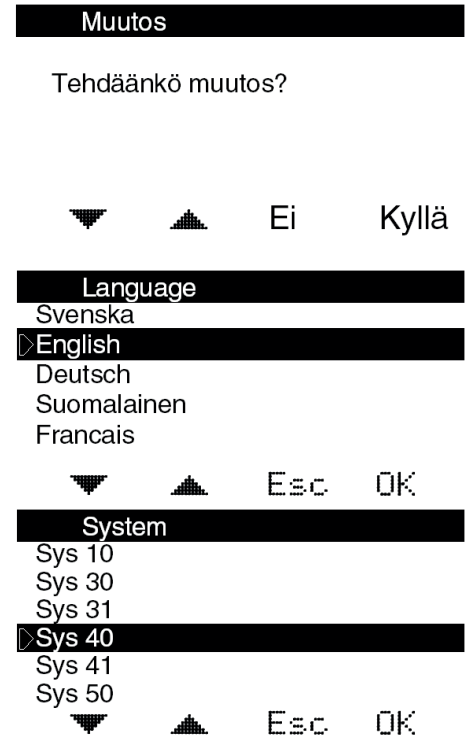 Muutos
Tehdäänkö muutos?
Ei Kyllä
Language
Svenska
English
Deutsch
Suomalainen
Francais
Esc OK
System
Sys 10
Sys 30
Sys 31
Sys 40
Sys 41
Sys 50
Esc OK